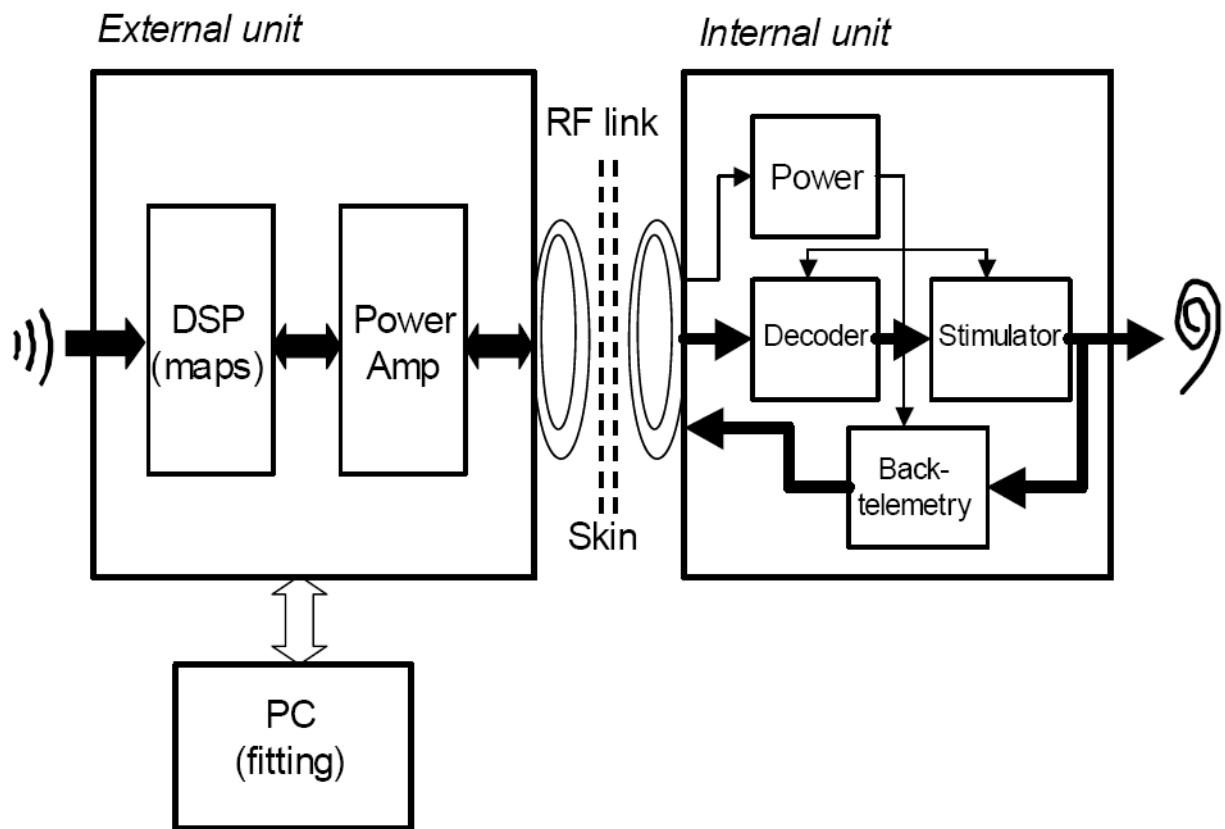 External unit
Internal unit
RF link
Power
DSP
(maps)
Power
Amp
Decoder
Stimulator
Back-
telemetry
Skin
PC
(fitting)